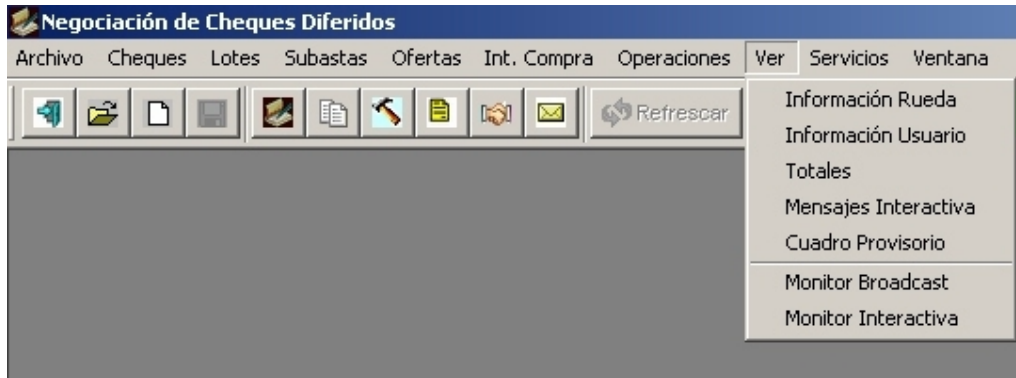 Negociación de Cheques Diferidos
Archivo Cheques Lotes Subastas Ofertas Int. Compra Operaciones Ver Servicios Ventana
Refrescar
Información Rueda
Información Usuario
Totales
Mensajes Interactiva
Cuadro Provisorio
Monitor Broadcast
Monitor Interactiva